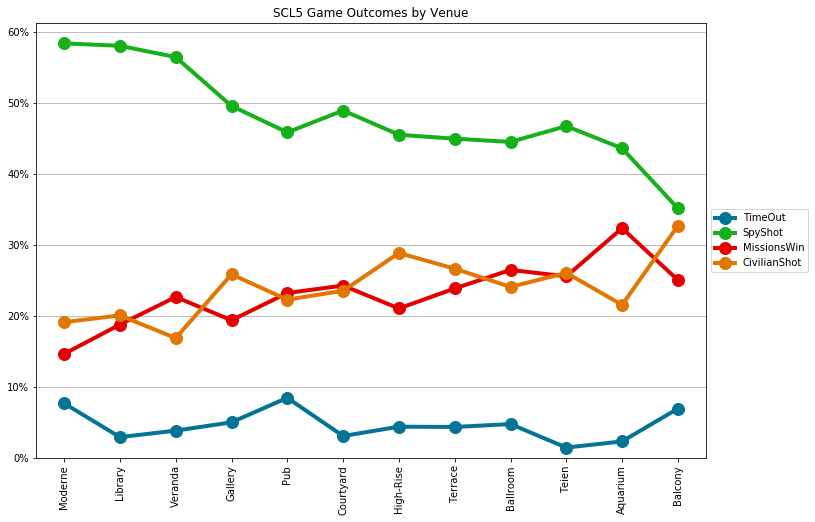 SCL5 Game Outcomes by Venue
60%
50%
40%
30%
20%
10%
0%
TimeOut
SpyShot
MissionsWin
CivilianShot
Moderne
Library
Veranda
Gallery
Pub
Courtyard
High-Rise
Terrace
Ballroom
Teien
Aquarium
Balcony